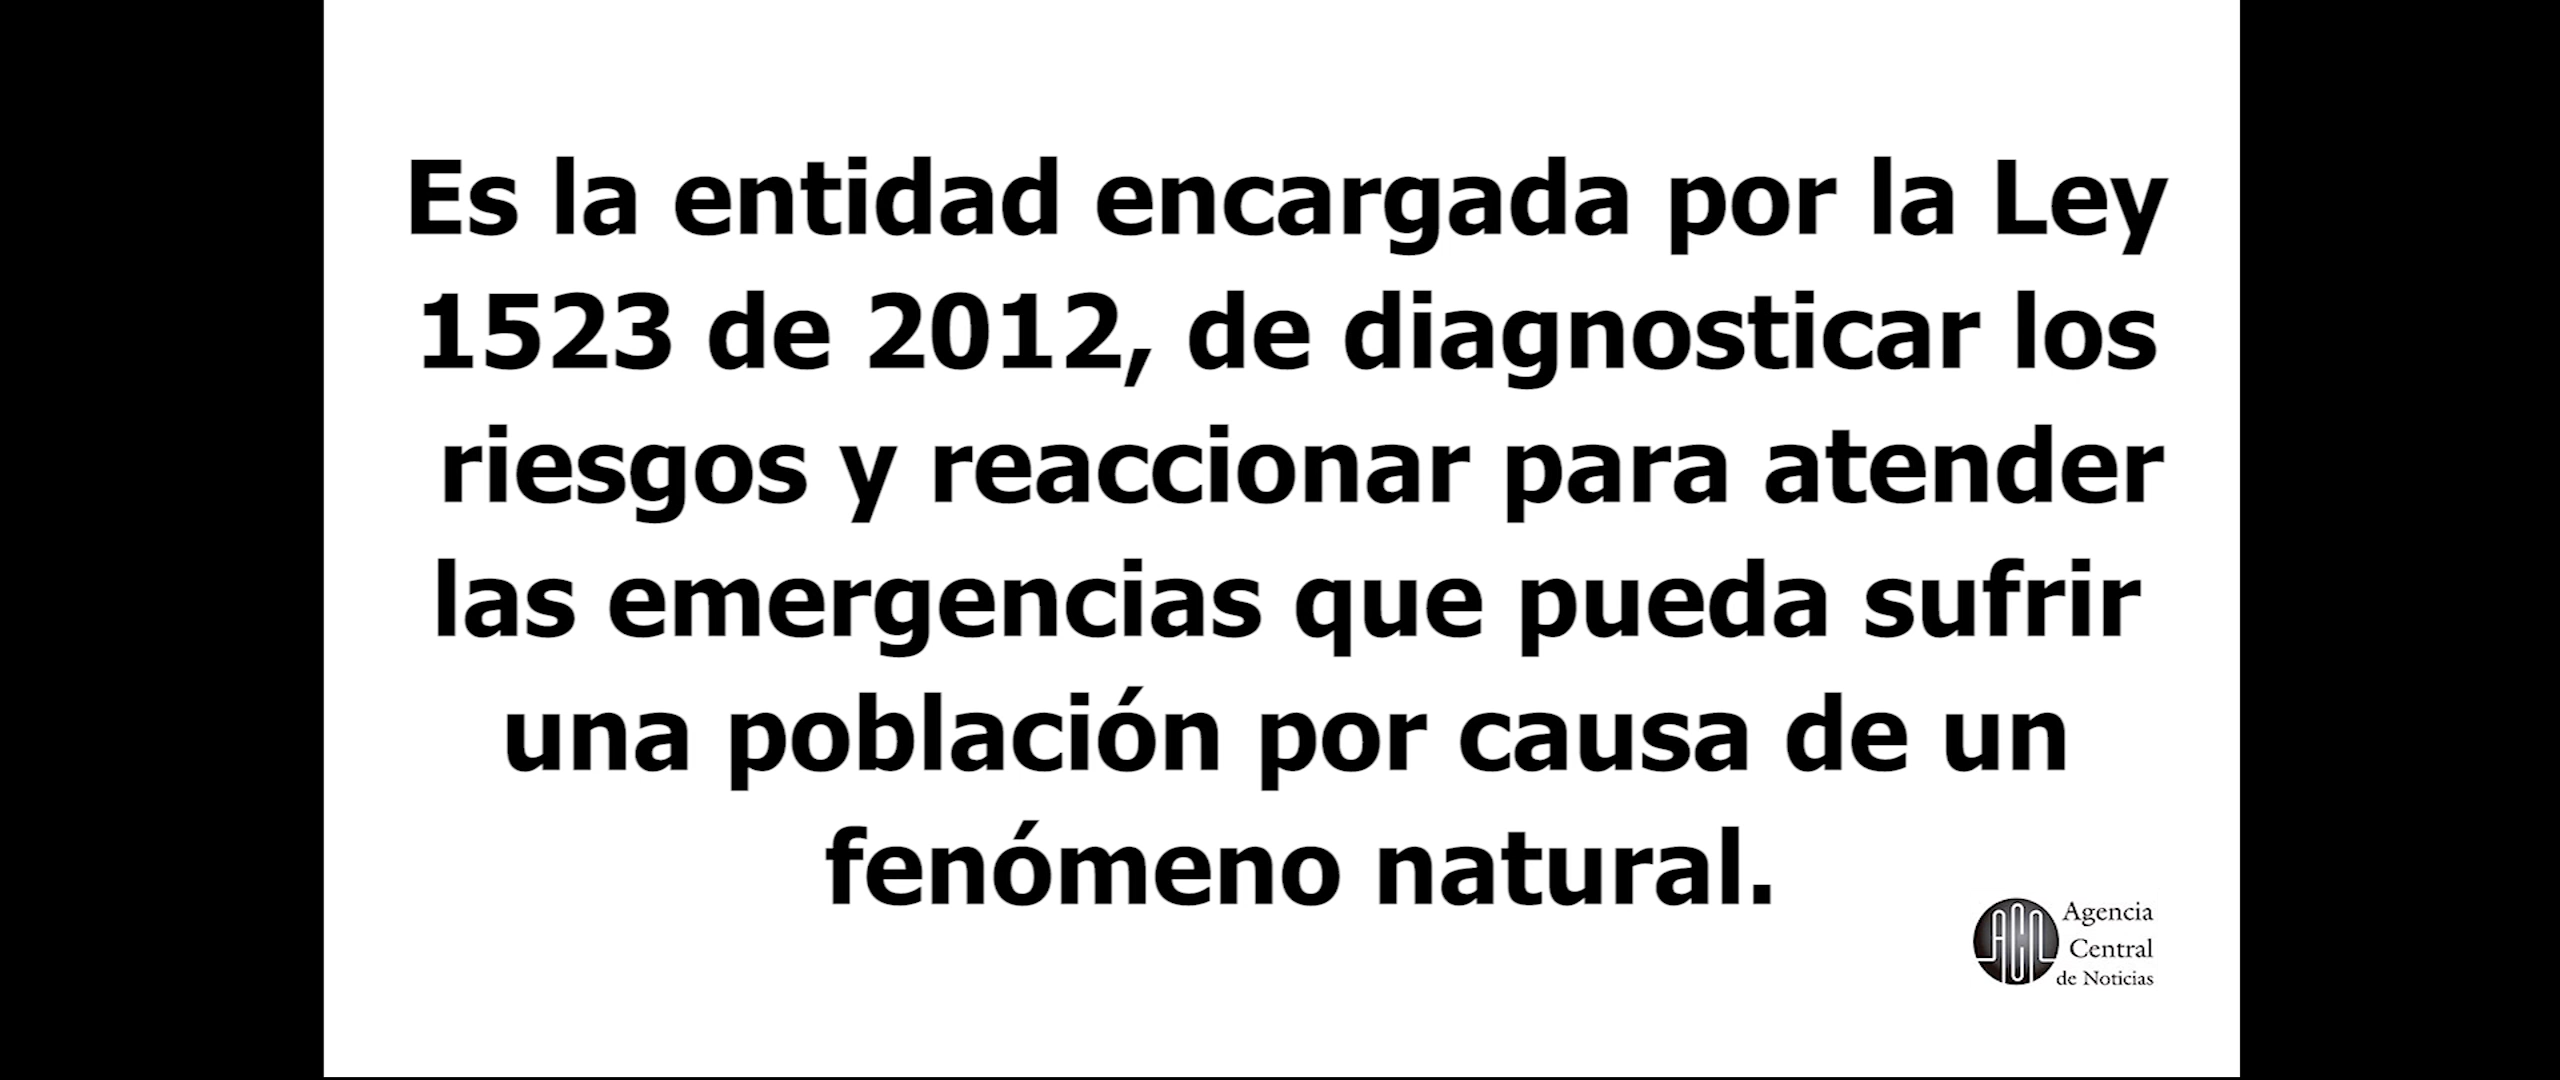 Es la entidad encargada por la Ley
1523 de 2012, de diagnosticar los
riesgos y reaccionar para atender
las emergencias que pueda sufrir
una población por causa de un
fenómeno natural.
ACN
Agencia
Central
de Noticias